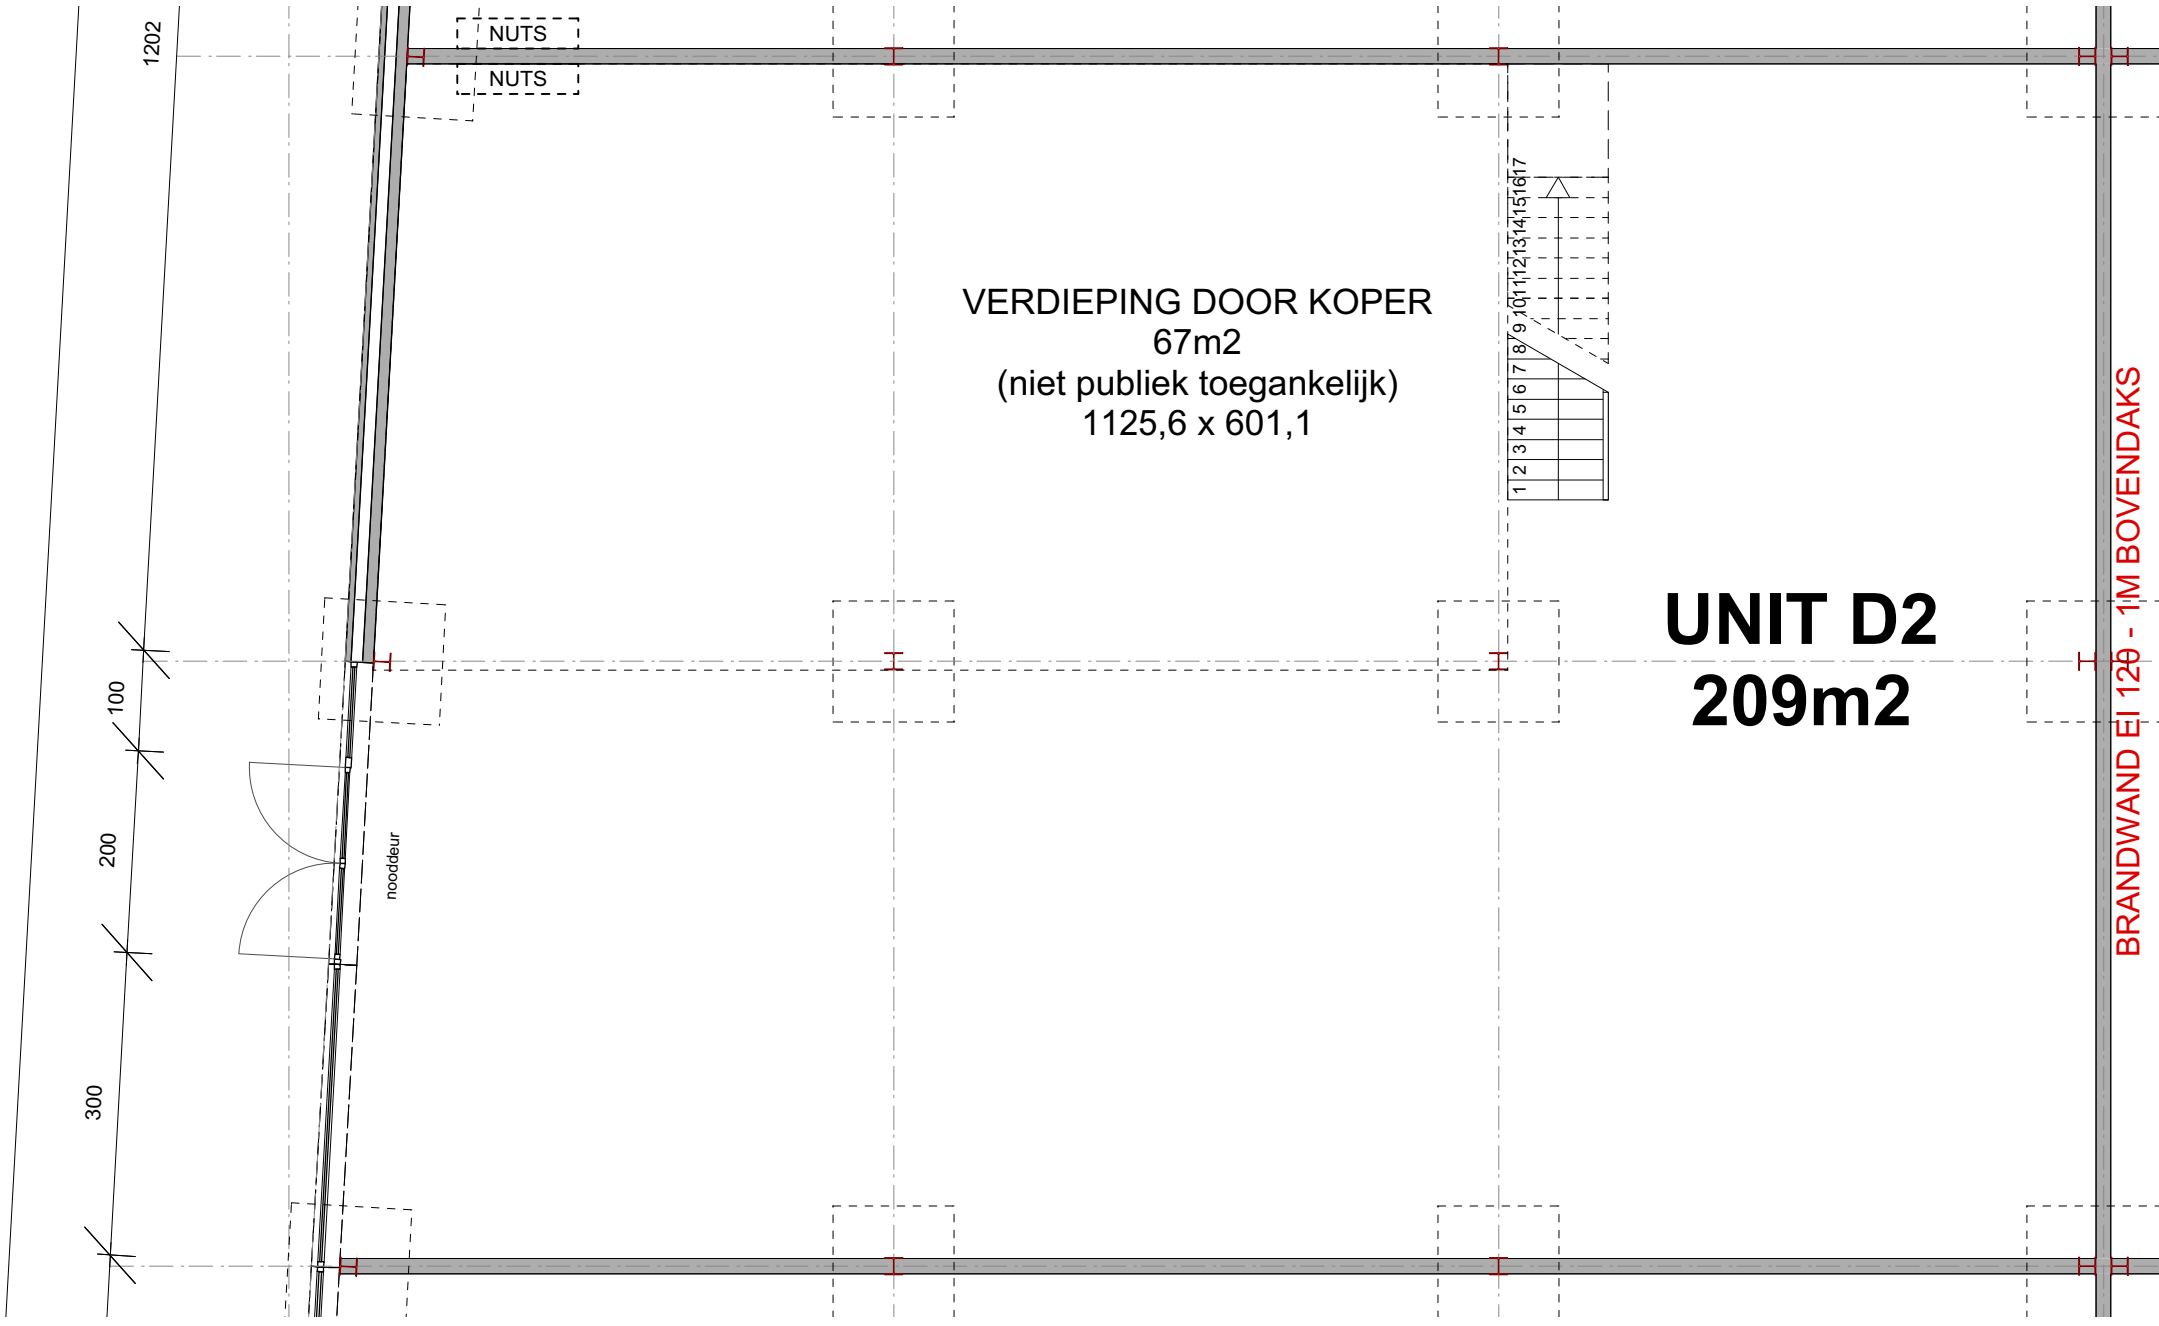 1202
NUTS
NUTS
VERDIEPING DOOR KOPER
67m2
(niet publiek toegankelijk)
1125,6 x 601,1
1 2 3 4 5 6 7 8 9 10 11 12 13 14 15 16 17
UNIT D2
209m2
BRANDWAND EI 120 - 1M BOVENDAKS
100
200
nooddeur
300